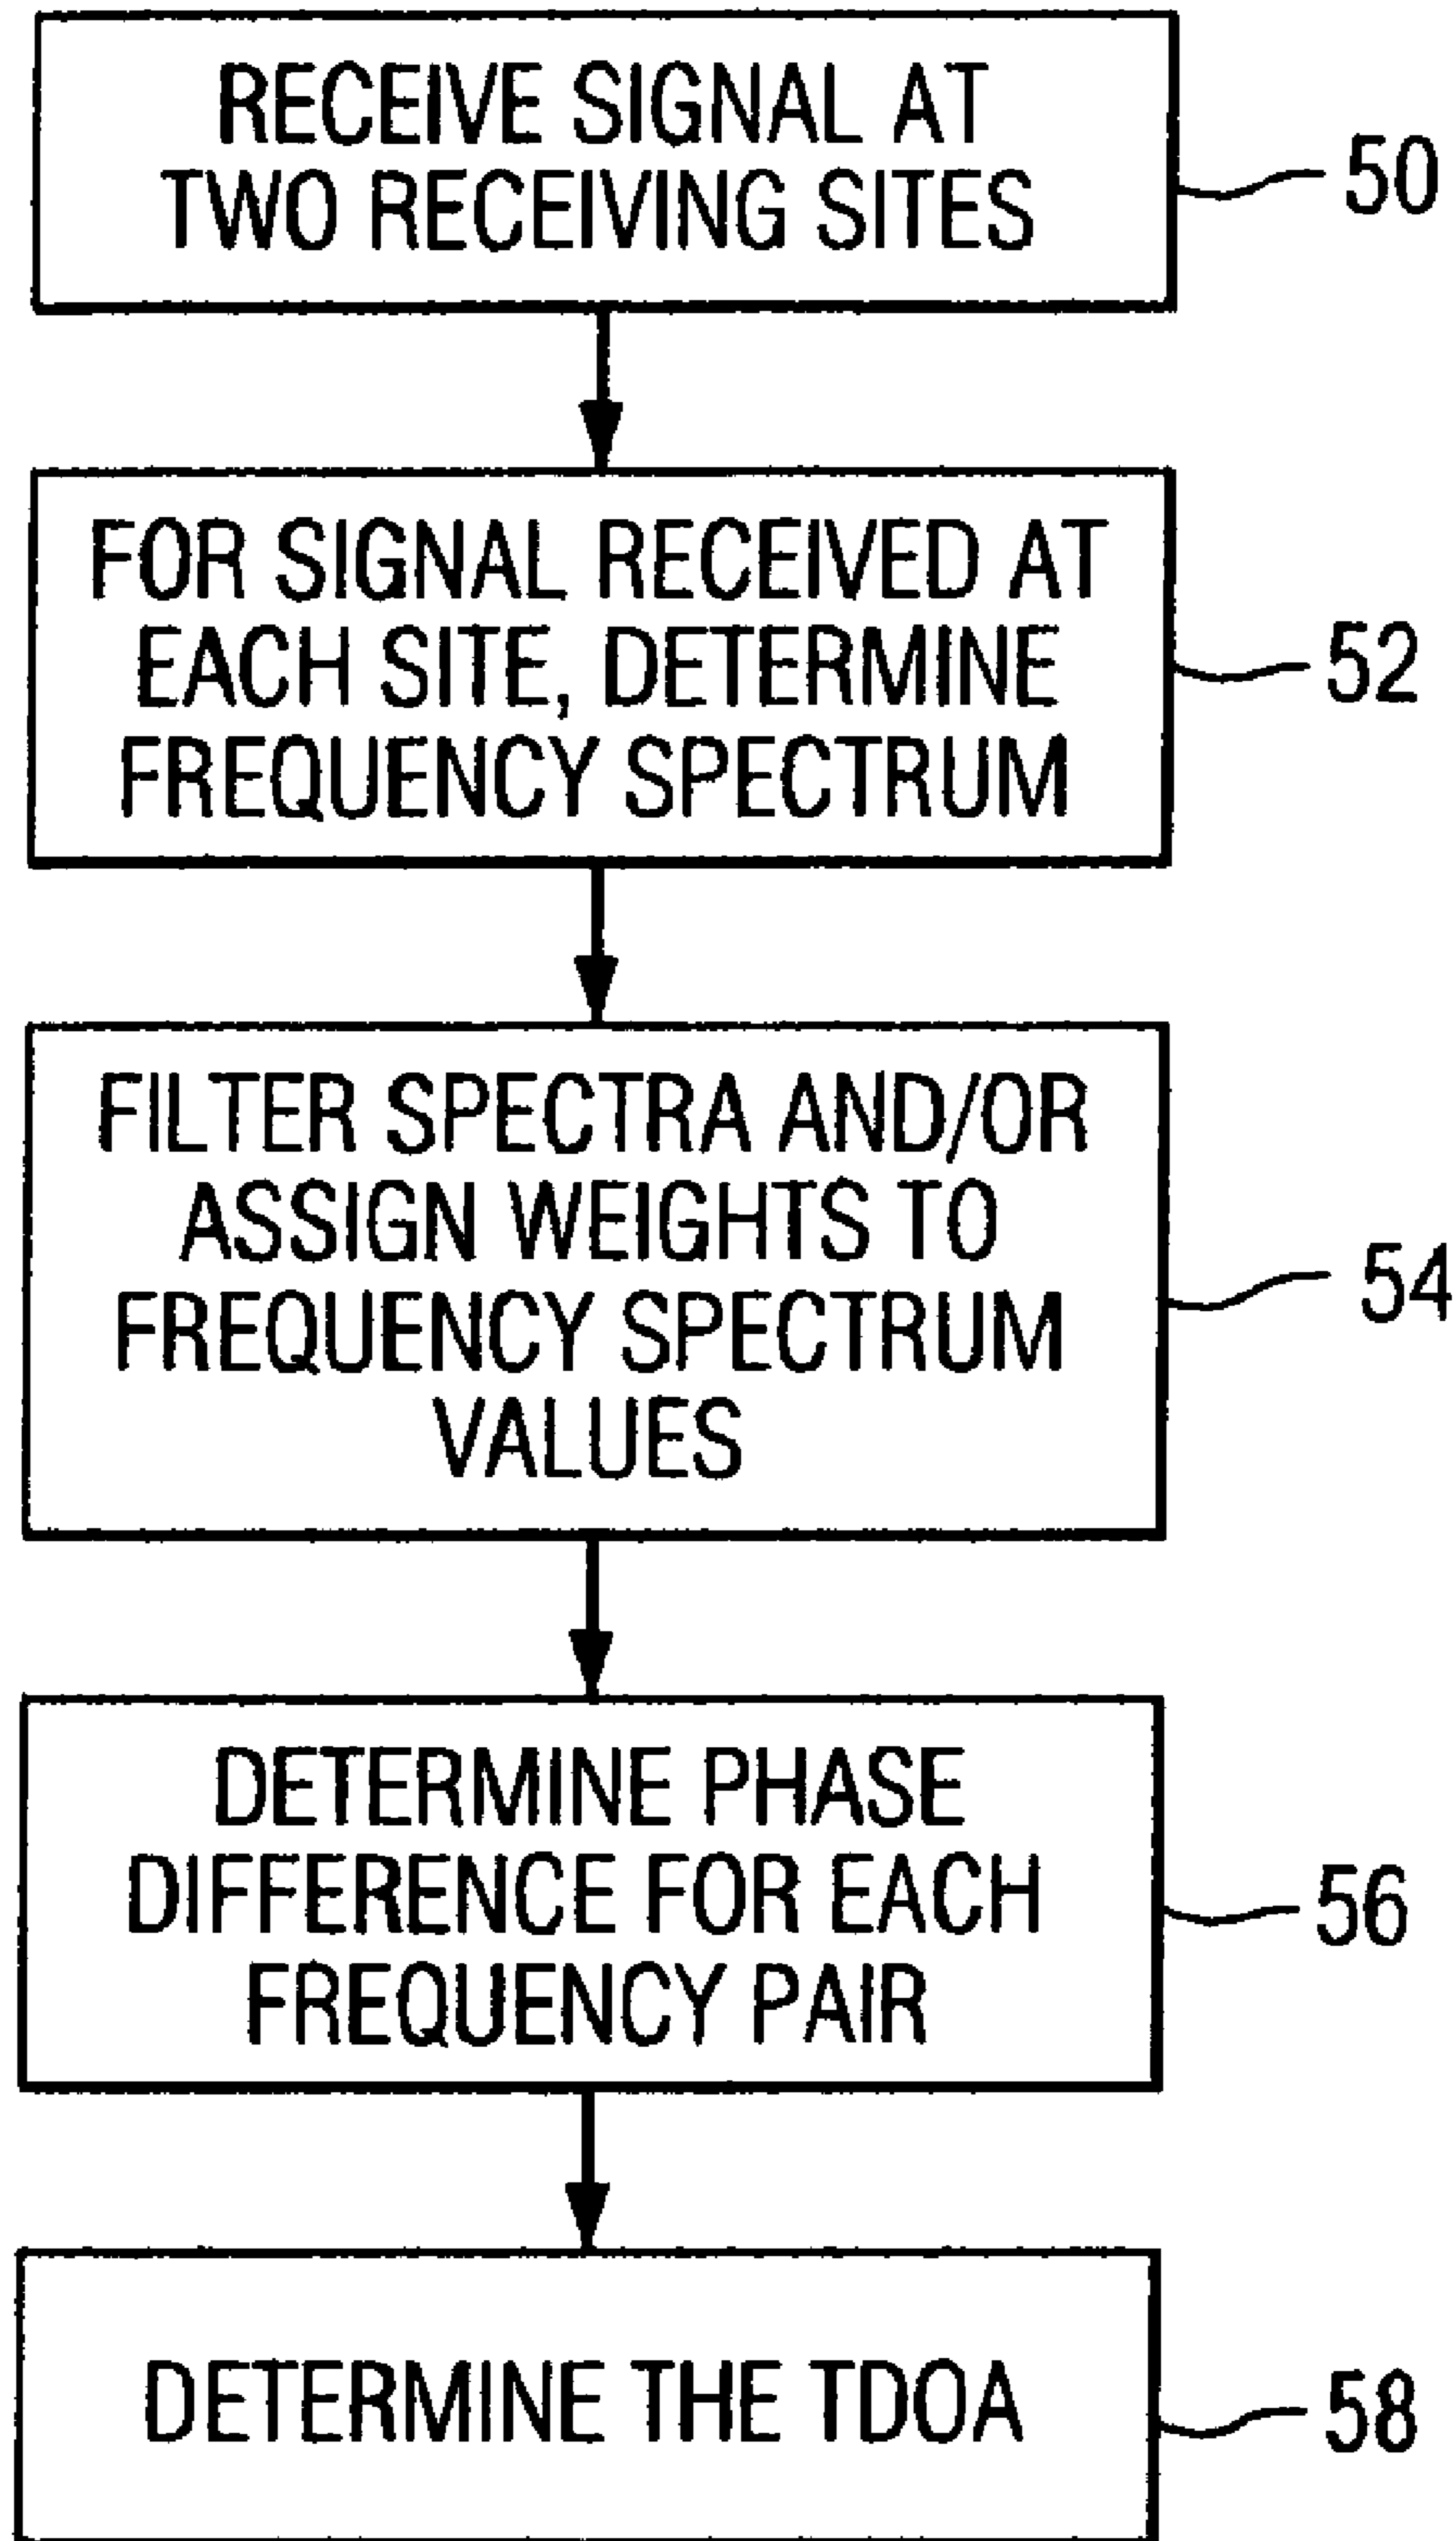 RECEIVE SIGNAL AT
TWO RECEIVING SITES
50
FOR SIGNAL RECEIVED AT
EACH SITE, DETERMINE
FREQUENCY SPECTRUM
52
FILTER SPECTRA AND/OR
ASSIGN WEIGHTS TO
FREQUENCY SPECTRUM
VALUES
54
DETERMINE PHASE
DIFFERENCE FOR EACH
FREQUENCY PAIR
56
DETERMINE THE TDOA
58